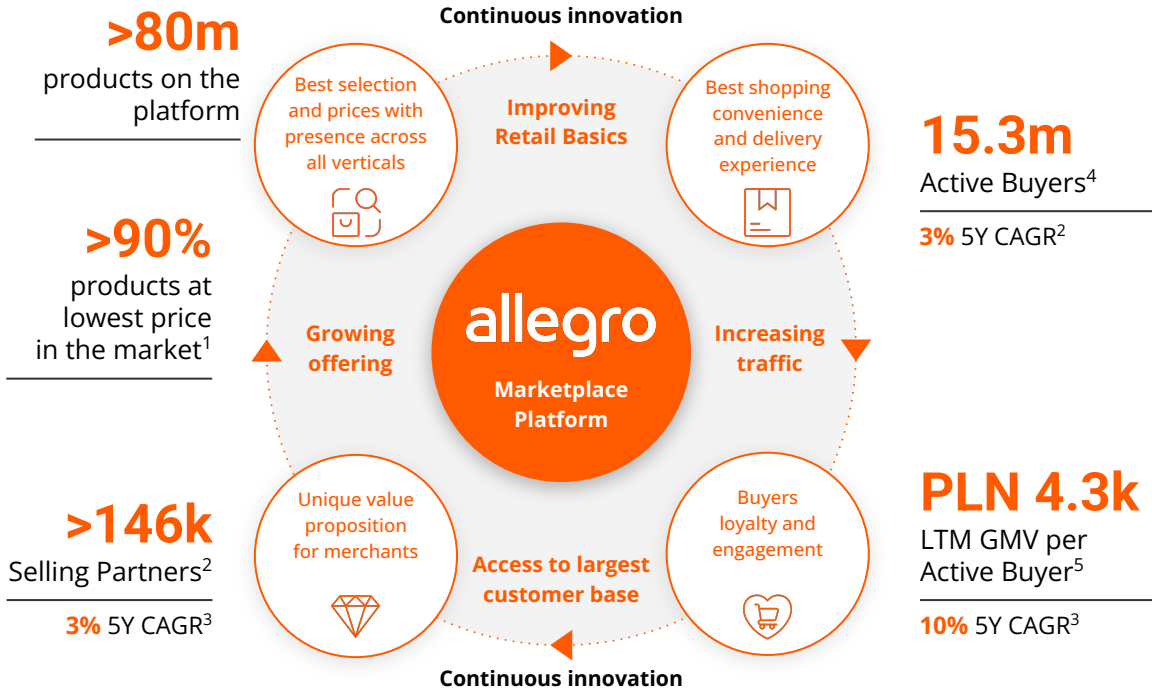 Continuous innovation
>80m
products on the
platform
>90%
products at
lowest price
in the market1
>146k
Selling Partners2
3% 5Y CAGR3
Best selection
and prices with
presence across
all verticals
Improving
Retail Basics
Best shopping
convenience
and delivery
experience
Growing
offering
allegro
Marketplace
Platform
Increasing
traffic
Unique value
proposition
for merchants
Access to largest
customer base
Buyers
loyalty and
engagement
15.3m
Active Buyers4
3% 5Y CAGR2
PLN 4.3k
LTM GMV per
Active Buyer5
10% 5Y CAGR3
Continuous innovation